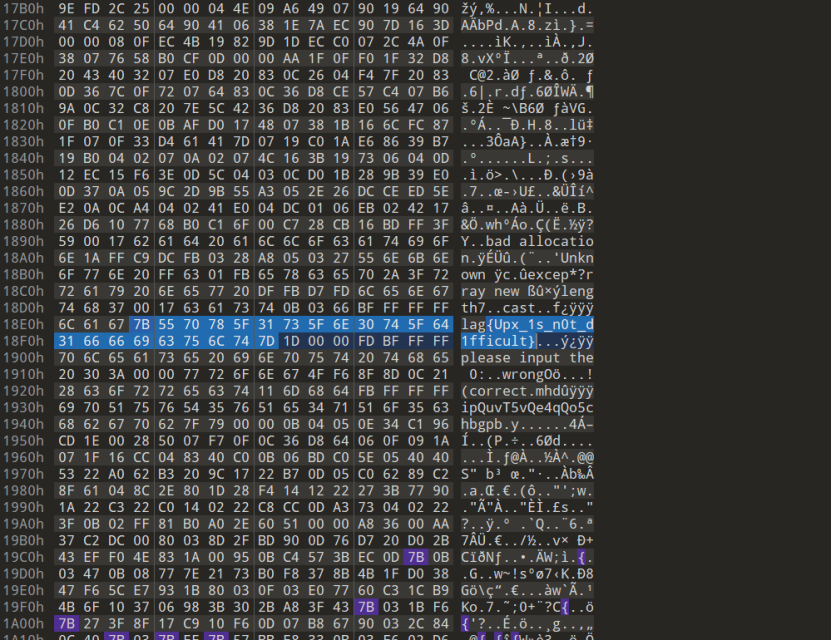 17B0h 9E FD 2C 25 00 00 04 4E 09 A6 49 07 90 19 64 90 žý,%...N.¦I...d.
17C0h 41 C4 62 50 64 90 41 06 38 1E 7A EC 90 7D 16 3D AÄbPd.A.8.zì.}.=
17D0h 00 00 08 0F EC 4B 19 82 9D 1D EC C0 07 2C 4A 0F ....ìK.‚..ìÀ.,J.
17E0h 38 07 76 58 B0 CF 0D 00 00 AA 1F 0F F0 1F 32 D8 8.vX°Ï...ª..ð.2Ø
17F0h 20 43 40 32 07 E0 D8 20 83 0C 26 04 F4 7F 20 83 C@2.àØ ƒ.&.ô. ƒ
1800h 0D 36 7C 0F 72 07 64 83 0C 36 D8 CE 57 C4 07 B6 .6|.r.dƒ.6ØÎWÄ.¶
1810h 9A 0C 32 C8 20 7E 5C 42 36 D8 20 83 E0 56 47 06 š.2È ~\B6Ø ƒàVG.
1820h 0F B0 C1 0E 0B AF D0 17 48 07 38 1B 16 6C FC 87 .°Á..¯Ð.H.8..lü‡
1830h 1F 07 0F 33 D4 61 41 7D 07 19 C0 1A E6 86 39 B7 ...3ÔaA}..À.æ†9·
1840h 19 B0 04 02 07 0A 02 07 4C 16 3B 19 73 06 04 0D .°......L.;.s...
1850h 12 EC 15 F6 3E 0D 5C 04 03 0C D0 1B 28 9B 39 E0 .ì.ö>.\...Ð.(›9à
1860h 0D 37 0A 05 9C 2D 9B 55 A3 05 2E 26 DC CE ED 5E .7..œ-›U£..&ÜÎí^
1870h E2 0A 0C A4 04 02 41 E0 04 DC 01 06 EB 02 42 17 â..¤..Aà.Ü..ë.B.
1880h 26 D6 10 77 68 B0 C1 6F 00 C7 28 CB 16 BD FF 3F &Ö.wh°Áo.Ç(Ë.½ÿ?
1890h 59 00 17 62 61 64 20 61 6C 6C 6F 63 61 74 69 6F Y..bad allocatio
18A0h 6E 1A FF C9 DC FB 03 28 A8 05 03 27 55 6E 6B 6E n.ÿÉÜû.(¨..'Unkn
18B0h 6F 77 6E 20 FF 63 01 FB 65 78 63 65 70 2A 3F 72 own ÿc.ûexcep*?r
18C0h 72 61 79 20 6E 65 77 20 DF FB D7 FD 6C 65 6E 67 ray new ßû×ýleng
18D0h 74 68 37 00 17 63 61 73 74 0B 03 66 BF FF FF FF th7..cast..f¿ÿÿÿ
18E0h 6C 61 67 7B 55 70 78 5F 31 73 5F 6E 30 74 5F 64 lag{Upx_1s_n0t_d
18F0h 31 66 66 69 63 75 6C 74 7D 1D 00 00 FD BF FF FF 1fficult}...ý¿ÿÿ
1900h 70 6C 65 61 73 65 20 69 6E 70 75 74 20 74 68 65 please input the
1910h 20 30 3A 00 00 77 72 6F 6E 67 4F F6 8F 8D 0C 21 0:..wrongOö...!
1920h 28 63 6F 72 72 65 63 74 11 6D 68 64 FB FF FF FF (correct.mhdûÿÿÿ
1930h 69 70 51 75 76 54 35 76 51 65 34 71 51 6F 35 63 ipQuvT5vQe4qQo5c
1940h 68 62 67 70 62 7F 79 00 00 0B 04 05 0E 34 C1 96 hbgpb.y......4Á–
1950h CD 1E 00 28 50 07 F7 0F 0C 36 D8 64 06 0F 09 1A Í..(P.÷..6Ød....
1960h 07 1F 16 CC 04 83 40 C0 0B 06 BD C0 5E 05 40 40 ...Ì.ƒ@À..½À^.@@
1970h 53 22 A0 62 B3 20 9C 17 22 B7 0D 05 C0 62 89 C2 S" b³ œ."·..Àb‰Â
1980h 8F 61 04 8C 2E 80 1D 28 F4 14 12 22 27 3B 77 90 .a.Œ.€.(ô.."';w.
1990h 1A 22 C3 22 C0 14 02 22 C8 CC 0D A3 73 04 02 22 ."Ã"À.."ÈÌ.£s.."
19A0h 3F 0B 02 FF 81 B0 A0 2E 60 51 00 00 A8 36 00 AA ?..ÿ.° .`Q..¨6.ª
19B0h 37 C2 DC 00 80 03 8D 2F BD 90 0D 76 D7 20 D0 2B 7ÂÜ.€../½..v× Ð+
19C0h 43 EF F0 4E 83 1A 00 95 0B C4 57 3B EC 0D 7B 0B CïðNƒ..•.ÄW;ì.{.
19D0h 03 47 0B 08 77 7E 21 73 B0 F8 37 8B 4B 1F D0 38 .G..w~!s°ø7‹K.Ð8
19E0h 47 F6 5C E7 93 1B 80 03 0F 03 E0 77 60 C3 1C B9 Gö\ç“.€...àw`Ã.¹
19F0h 4B 6F 10 37 06 98 3B 30 2B A8 3F 43 7B 03 1B F6 Ko.7.˜;0+¨?C{..ö
1A00h 7B 27 3F 8F 17 C9 10 F6 0D 07 B8 67 90 03 2C 84 {'?..É.ö..¸g..,„